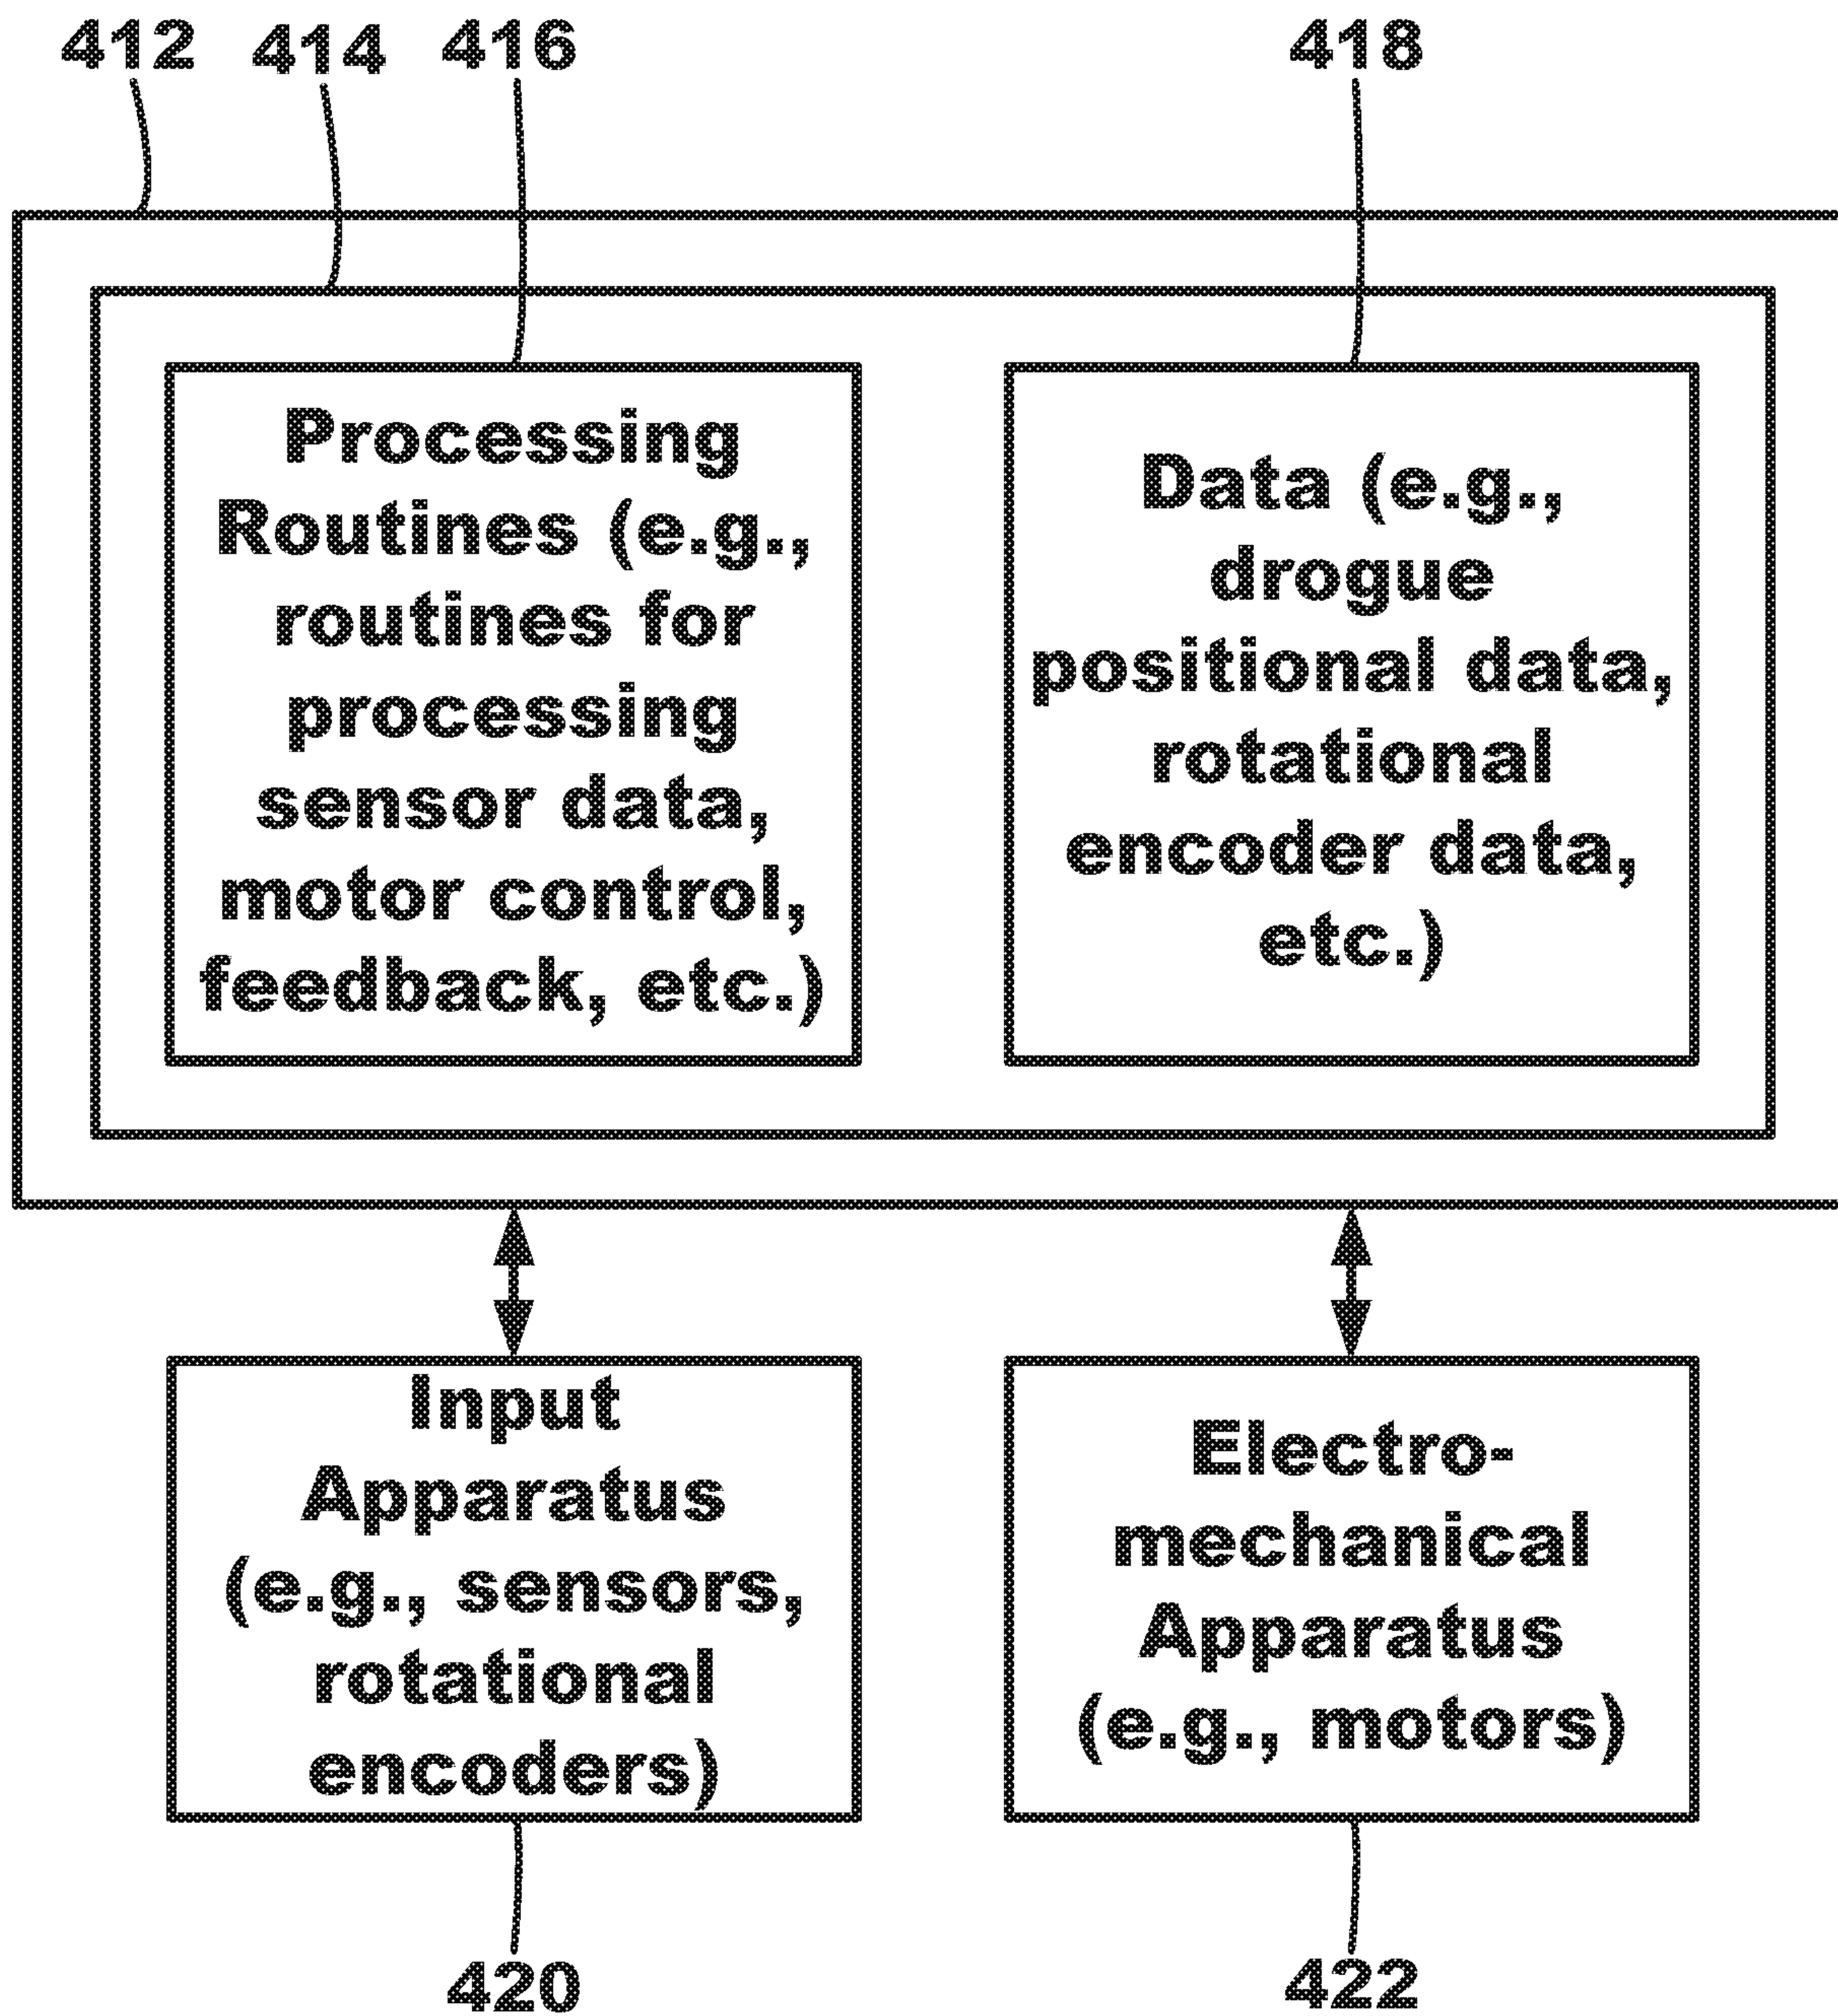 412 414 416 418
Processing
Routines (e.g.,
routines for
processing
sensor data,
motor control,
feedback, etc.)
Data (e.g.,
drogue
positional data,
rotational
encoder data,
etc.)
Input
Apparatus
(e.g., sensors,
rotational
encoders)
Electro-
mechanical
Apparatus
(e.g., motors)
420 422